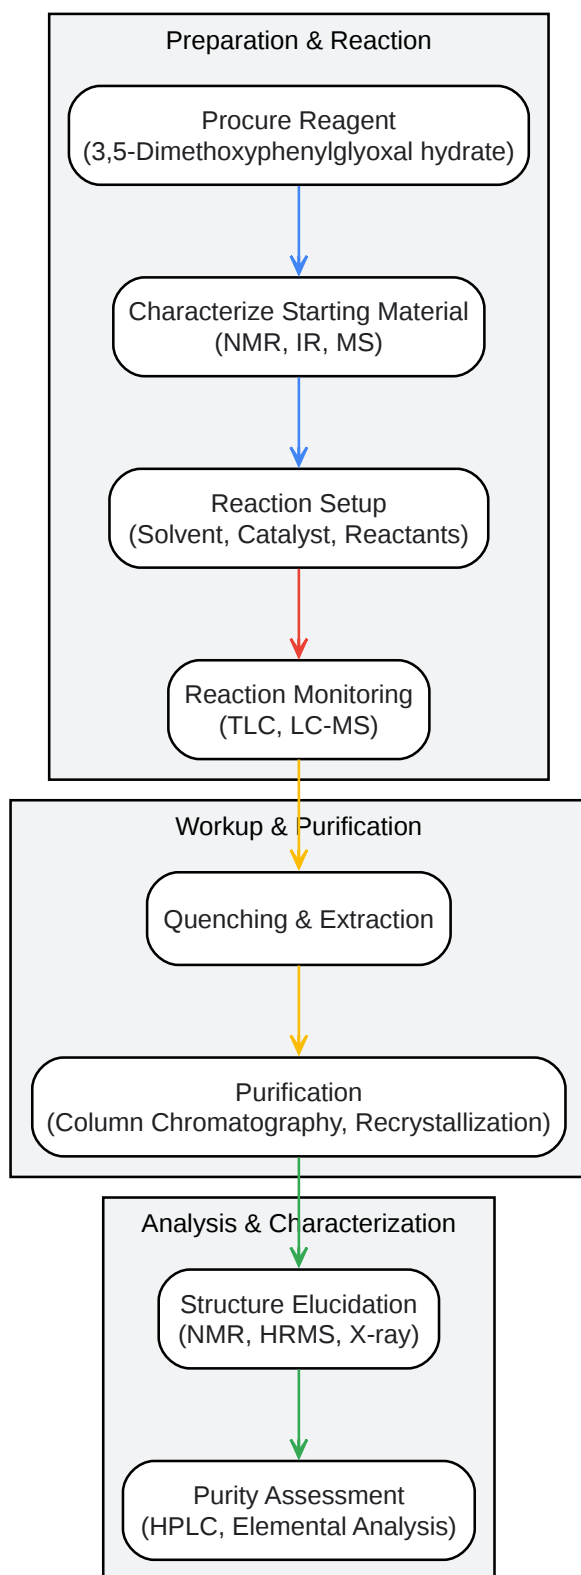 Preparation & Reaction
Procure Reagent
(3,5-Dimethoxyphenylglyoxal hydrate)
Characterize Starting Material
(NMR, IR, MS)
Reaction Setup
(Solvent, Catalyst, Reactants)
Reaction Monitoring
(TLC, LC-MS)
Workup & Purification
Quenching & Extraction
Purification
(Column Chromatography, Recrystallization)
Analysis & Characterization
Structure Elucidation
(NMR, HRMS, X-ray)
Purity Assessment
(HPLC, Elemental Analysis)